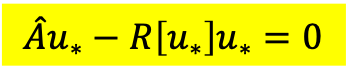 Âu∗ − R[u∗]u∗ = 0